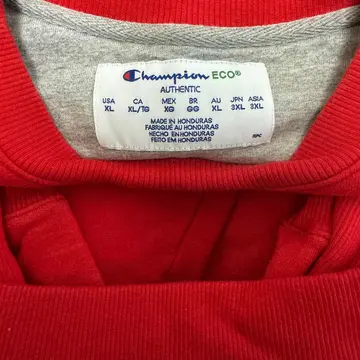 Champion ECO®
AUTHENTIC
USA CA MEX BR AU JPN ASIA
XL XL/TG XG GG XL 3XL 3XL
MADE IN HONDURAS
FABRIQUÉ AU HONDURAS
HECHO EN HONDURAS
FEITO EM HONDURAS